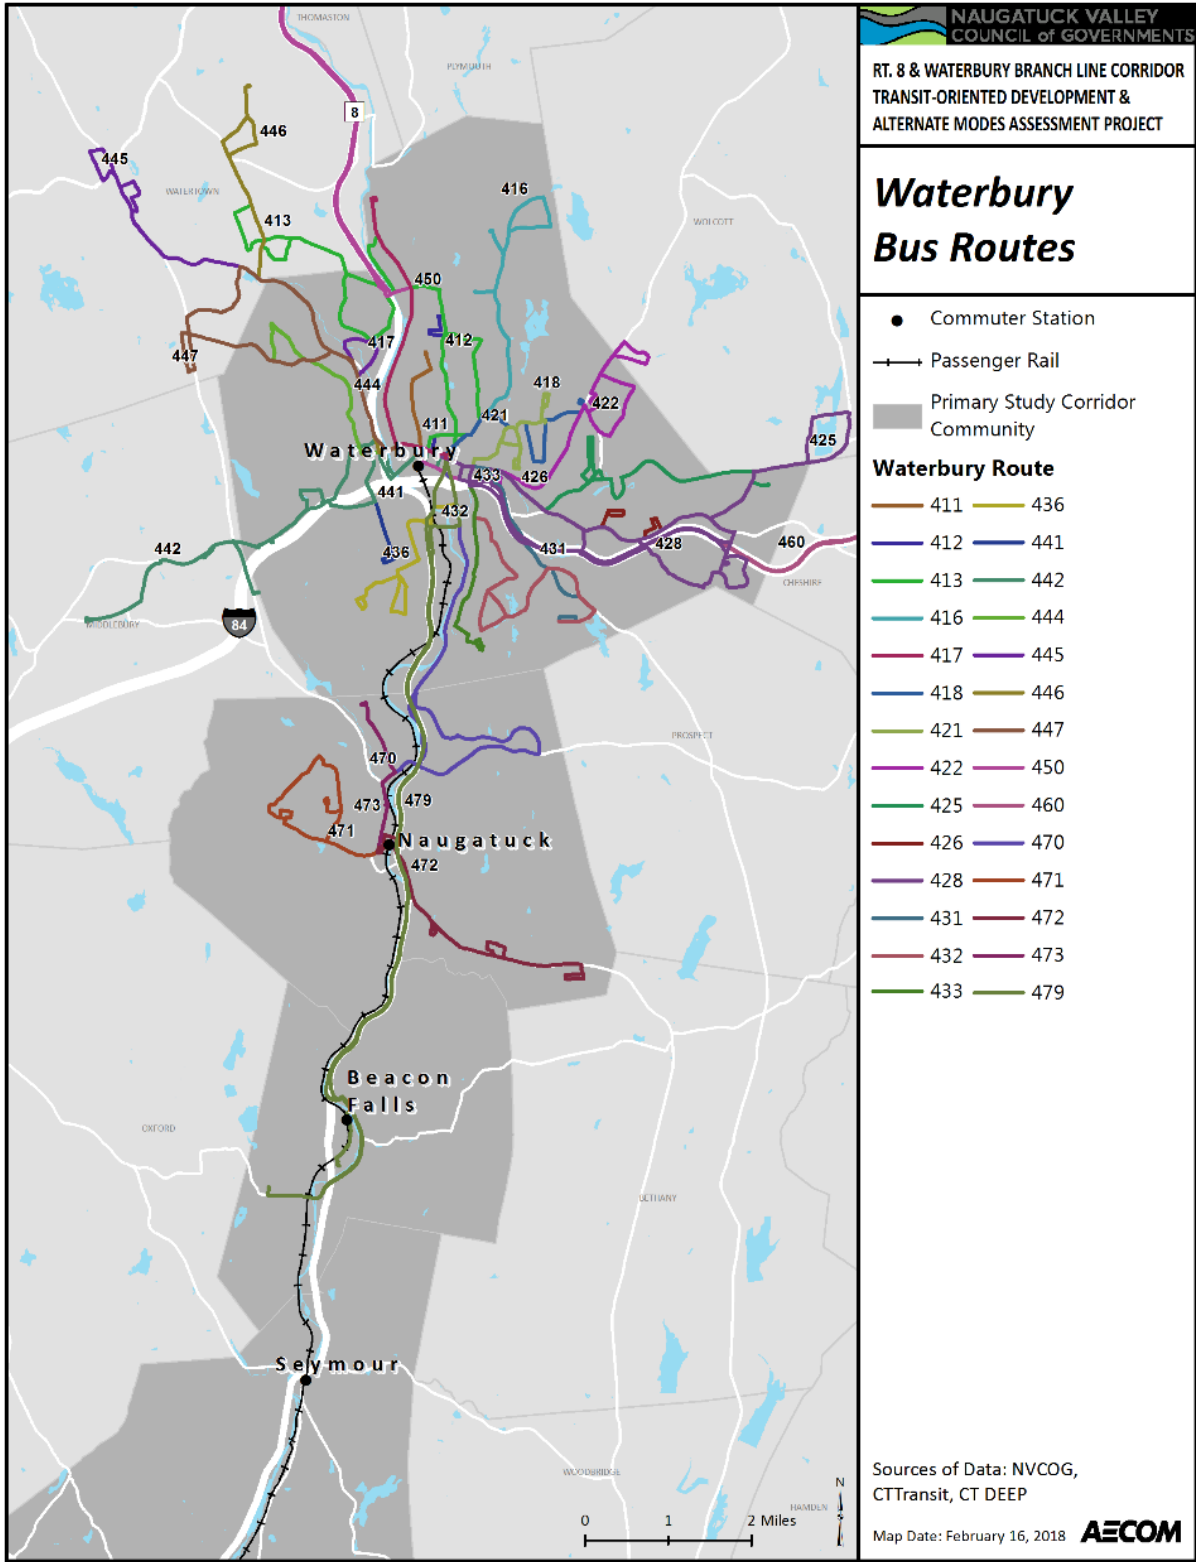 THOMASTON
PLYMOUTH
8
446
445
WATERTOWN
416
413
WOLCOTT
450
412
417
447
444
418
422
421
411
425
Waterbury
433
426
441
432
442
436
431
428
460
CHESHIRE
MIDDLEBURY
84
PROSPECT
470
473
479
471
Naugatuck
472
Beacon
Falls
OXFORD
BETHANY
Seymour
WOODBRIDGE
HAMDEN
N
0 1 2 Miles
NAUGATUCK VALLEY
COUNCIL of GOVERNMENTS
RT. 8 & WATERBURY BRANCH LINE CORRIDOR
TRANSIT-ORIENTED DEVELOPMENT &
ALTERNATE MODES ASSESSMENT PROJECT
Waterbury
Bus Routes
Commuter Station
Passenger Rail
Primary Study Corridor
Community
Waterbury Route
411 436
412 441
413 442
416 444
417 445
418 446
421 447
422 450
425 460
426 470
428 471
431 472
432 473
433 479
Sources of Data: NVCOG,
CTTransit, CT DEEP
Map Date: February 16, 2018 AECOM